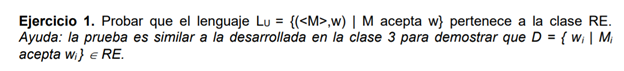 Ejercicio 1. Probar que el lenguaje LU = {(<M>,w) | M acepta w} pertenece a la clase RE.
Ayuda: la prueba es similar a la desarrollada en la clase 3 para demostrar que D = { wi | Mi
acepta wi} ∈ RE.